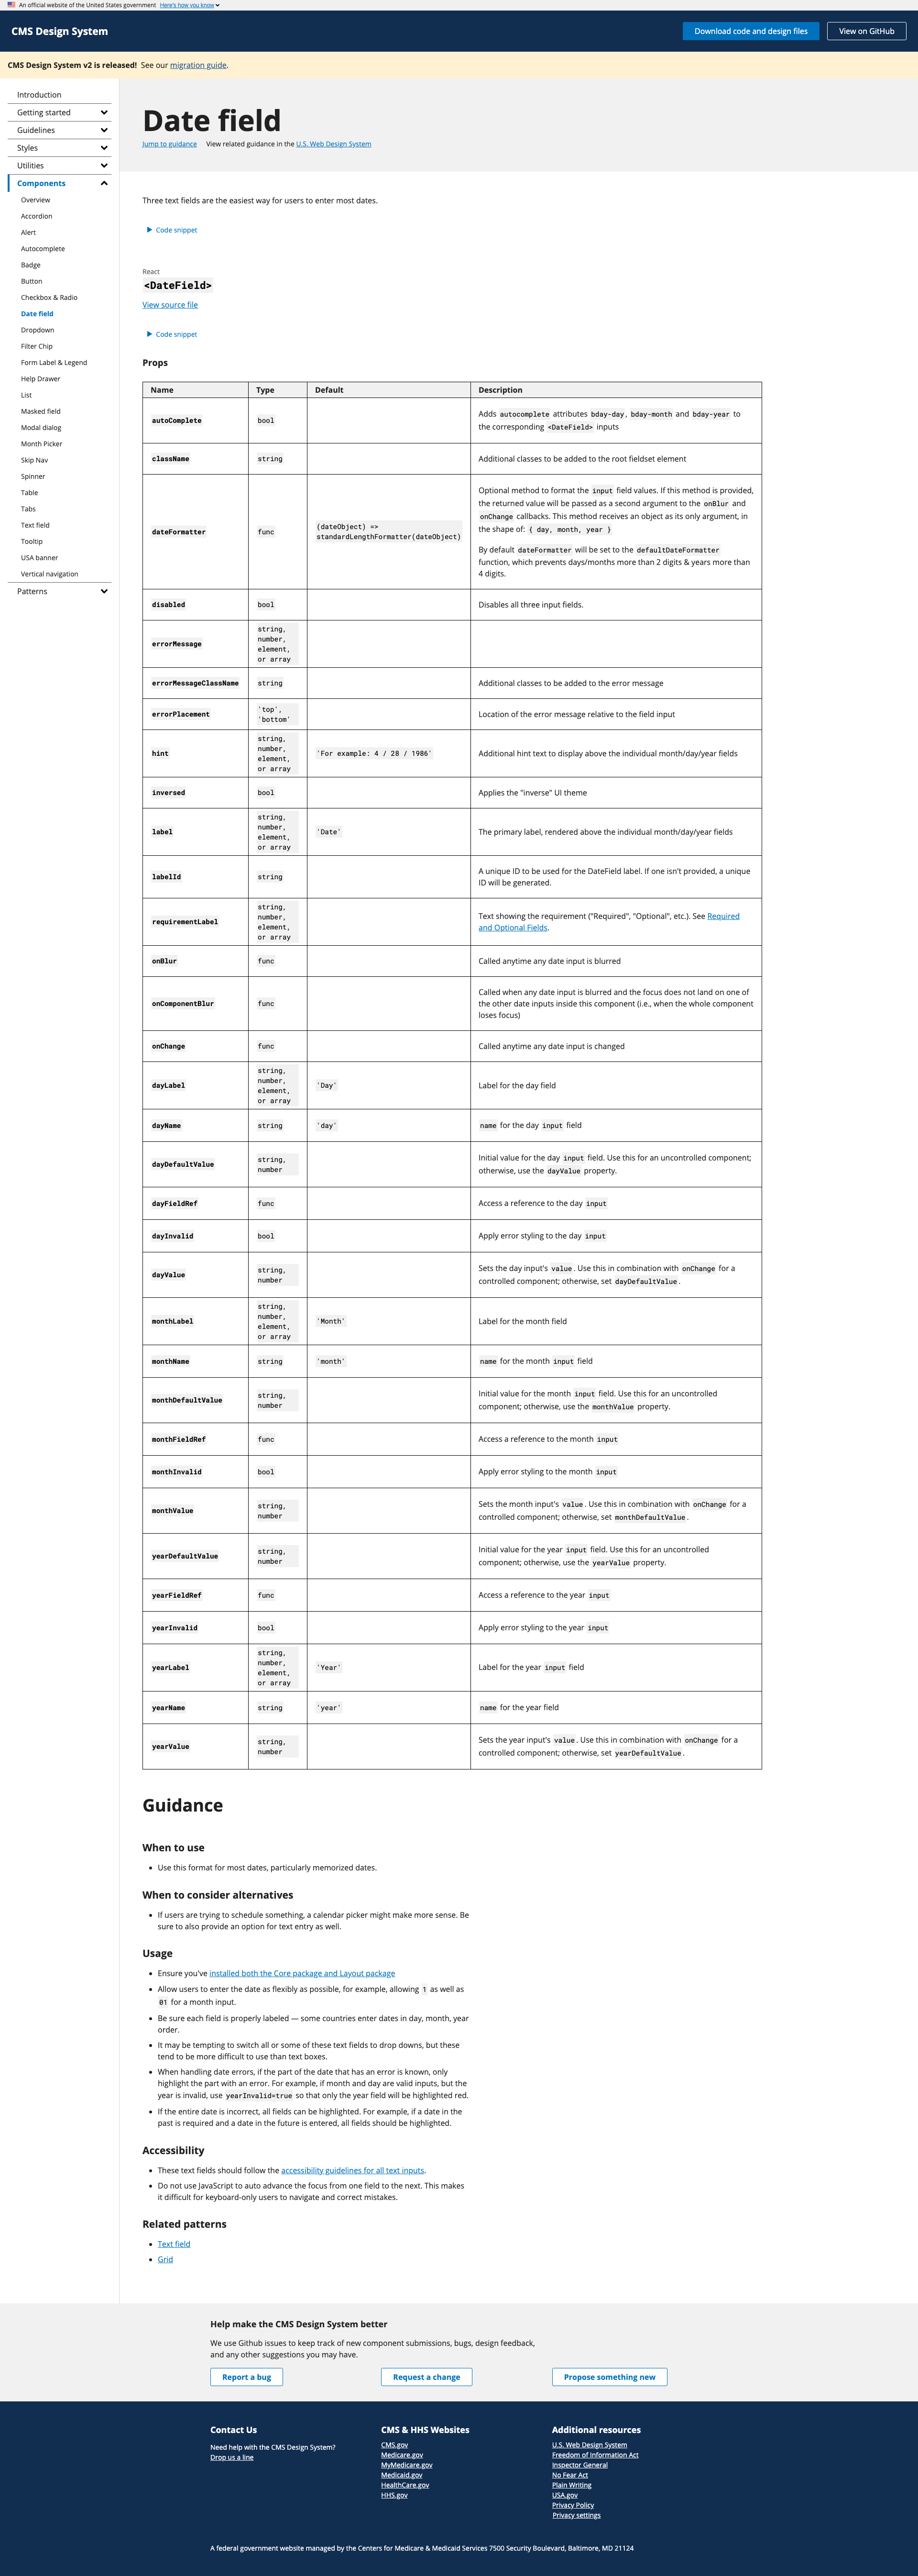 An official website of the United States government Here's how you know
CMS Design System
Download code and design files
View on GitHub
CMS Design System v2 is released! See our migration guide.
Introduction
Getting started
Guidelines
Styles
Utilities
Components
Overview
Accordion
Alert
Autocomplete
Badge
Button
Checkbox & Radio
Date field
Dropdown
Filter Chip
Form Label & Legend
Help Drawer
List
Masked field
Modal dialog
Month Picker
Skip Nav
Spinner
Table
Tabs
Text field
Tooltip
USA banner
Vertical navigation
Patterns
Date field
Jump to guidance View related guidance in the U.S. Web Design System
Three text fields are the easiest way for users to enter most dates.
Code snippet
React
<DateField>
View source file
Code snippet
Props
Name Type Default Description
autoComplete bool Adds autocomplete attributes bday-day, bday-month and bday-year to
the corresponding <DateField> inputs
className string Additional classes to be added to the root fieldset element
dateFormatter func (dateObject) =>
standardLengthFormatter(dateObject)
Optional method to format the input field values. If this method is provided,
the returned value will be passed as a second argument to the onBlur and
onChange callbacks. This method receives an object as its only argument, in
the shape of: { day, month, year }
By default dateFormatter will be set to the defaultDateFormatter
function, which prevents days/months more than 2 digits & years more than
4 digits.
disabled bool Disables all three input fields.
errorMessage string,
number,
element,
or array
errorMessageClassName string Additional classes to be added to the error message
errorPlacement 'top',
'bottom'
Location of the error message relative to the field input
hint string,
number,
element,
or array
'For example: 4 / 28 / 1986' Additional hint text to display above the individual month/day/year fields
inversed bool Applies the "inverse" UI theme
label string,
number,
element,
or array
'Date' The primary label, rendered above the individual month/day/year fields
labelId string A unique ID to be used for the DateField label. If one isn't provided, a unique
ID will be generated.
requirementLabel string,
number,
element,
or array
Text showing the requirement ("Required", "Optional", etc.). See Required
and Optional Fields.
onBlur func Called anytime any date input is blurred
onComponentBlur func Called when any date input is blurred and the focus does not land on one of
the other date inputs inside this component (i.e., when the whole component
loses focus)
onChange func Called anytime any date input is changed
dayLabel string,
number,
element,
or array
'Day' Label for the day field
dayName string 'day' name for the day input field
dayDefaultValue string,
number
Initial value for the day input field. Use this for an uncontrolled component;
otherwise, use the dayValue property.
dayFieldRef func Access a reference to the day input
dayInvalid bool Apply error styling to the day input
dayValue string,
number
Sets the day input's value. Use this in combination with onChange for a
controlled component; otherwise, set dayDefaultValue.
monthLabel string,
number,
element,
or array
'Month' Label for the month field
monthName string 'month' name for the month input field
monthDefaultValue string,
number
Initial value for the month input field. Use this for an uncontrolled
component; otherwise, use the monthValue property.
monthFieldRef func Access a reference to the month input
monthInvalid bool Apply error styling to the month input
monthValue string,
number
Sets the month input's value. Use this in combination with onChange for a
controlled component; otherwise, set monthDefaultValue.
yearDefaultValue string,
number
Initial value for the year input field. Use this for an uncontrolled
component; otherwise, use the yearValue property.
yearFieldRef func Access a reference to the year input
yearInvalid bool Apply error styling to the year input
yearLabel string,
number,
element,
or array
'Year' Label for the year input field
yearName string 'year' name for the year field
yearValue string,
number
Sets the year input's value. Use this in combination with onChange for a
controlled component; otherwise, set yearDefaultValue.
Guidance
When to use
• Use this format for most dates, particularly memorized dates.
When to consider alternatives
• If users are trying to schedule something, a calendar picker might make more sense. Be
sure to also provide an option for text entry as well.
Usage
• Ensure you've installed both the Core package and Layout package
• Allow users to enter the date as flexibly as possible, for example, allowing 1 as well as
01 for a month input.
• Be sure each field is properly labeled — some countries enter dates in day, month, year
order.
• It may be tempting to switch all or some of these text fields to drop downs, but these
tend to be more difficult to use than text boxes.
• When handling date errors, if the part of the date that has an error is known, only
highlight the part with an error. For example, if month and day are valid inputs, but the
year is invalid, use yearInvalid=true so that only the year field will be highlighted red.
• If the entire date is incorrect, all fields can be highlighted. For example, if a date in the
past is required and a date in the future is entered, all fields should be highlighted.
Accessibility
• These text fields should follow the accessibility guidelines for all text inputs.
• Do not use JavaScript to auto advance the focus from one field to the next. This makes
it difficult for keyboard-only users to navigate and correct mistakes.
Related patterns
• Text field
• Grid
Help make the CMS Design System better
We use Github issues to keep track of new component submissions, bugs, design feedback,
and any other suggestions you may have.
Report a bug
Request a change
Propose something new
Contact Us
Need help with the CMS Design System?
Drop us a line
CMS & HHS Websites
CMS.gov
Medicare.gov
MyMedicare.gov
Medicaid.gov
HealthCare.gov
HHS.gov
Additional resources
U.S. Web Design System
Freedom of Information Act
Inspector General
No Fear Act
Plain Writing
USA.gov
Privacy Policy
Privacy settings
A federal government website managed by the Centers for Medicare & Medicaid Services 7500 Security Boulevard, Baltimore, MD 21124